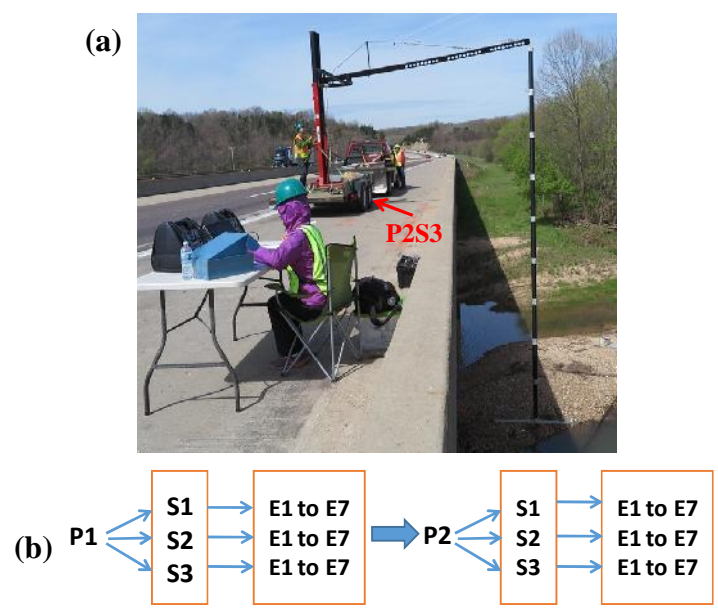 (a)
P2S3
(b)
P1
S1
S2
S3
E1 to E7
E1 to E7
E1 to E7
P2
S1
S2
S3
E1 to E7
E1 to E7
E1 to E7